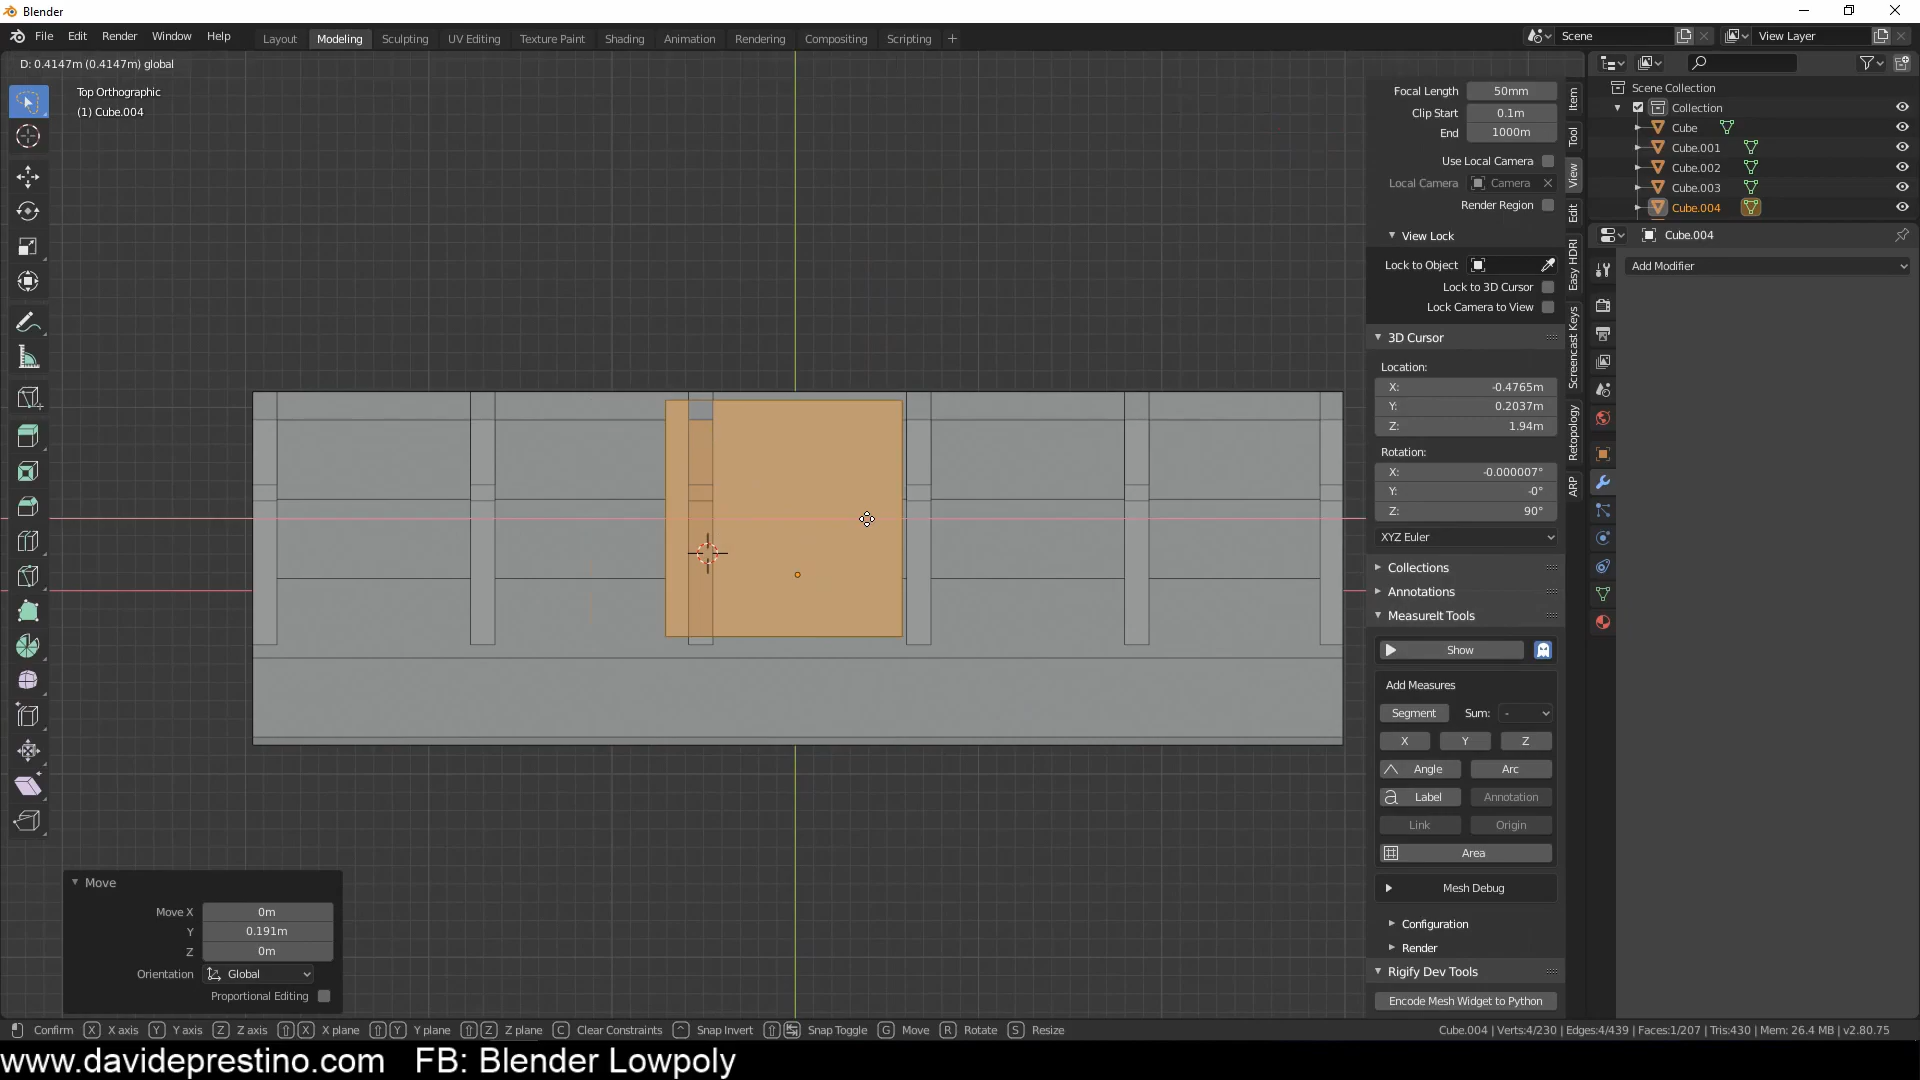 Blender
File Edit Render Window Help
Layout Modeling Sculpting UV Editing Texture Paint Shading Animation Rendering Compositing Scripting
Scene
View Layer
D: 0.4147m (0.4147m) global
Top Orthographic
(1) Cube.004
Focal Length 50mm
Clip Start 0.1m
End 1000m
Use Local Camera
Local Camera Camera
Render Region
View Lock
Lock to Object
Lock to 3D Cursor
Lock Camera to View
3D Cursor
Location:
X: -0.4765m
Y: 0.2037m
Z: 1.94m
Rotation:
X: -0.000007°
Y: -0°
Z: 90°
XYZ Euler
Collections
Annotations
MeasureIt Tools
Show
Add Measures
Segment Sum: -
X Y Z
Angle Arc
Label Annotation
Link Origin
Area
Mesh Debug
Configuration
Render
Rigify Dev Tools
Encode Mesh Widget to Python
Item
Tool
View
Edit
Easy HDRI
Screencast Keys
Retopology
ARP
Scene Collection
Collection
Cube
Cube.001
Cube.002
Cube.003
Cube.004
Cube.004
Add Modifier
Move
Move X 0m
Y 0.191m
Z 0m
Orientation Global
Proportional Editing
Confirm X X axis Y Y axis Z Z axis X X plane Y Y plane Z Z plane C Clear Constraints ^ Snap Invert Snap Toggle G Move R Rotate S Resize
Cube.004 | Verts:4/230 | Edges:4/439 | Faces:1/207 | Tris:430 | Mem: 26.4 MB | v2.80.75
www.davideprestino.com FB: Blender Lowpoly